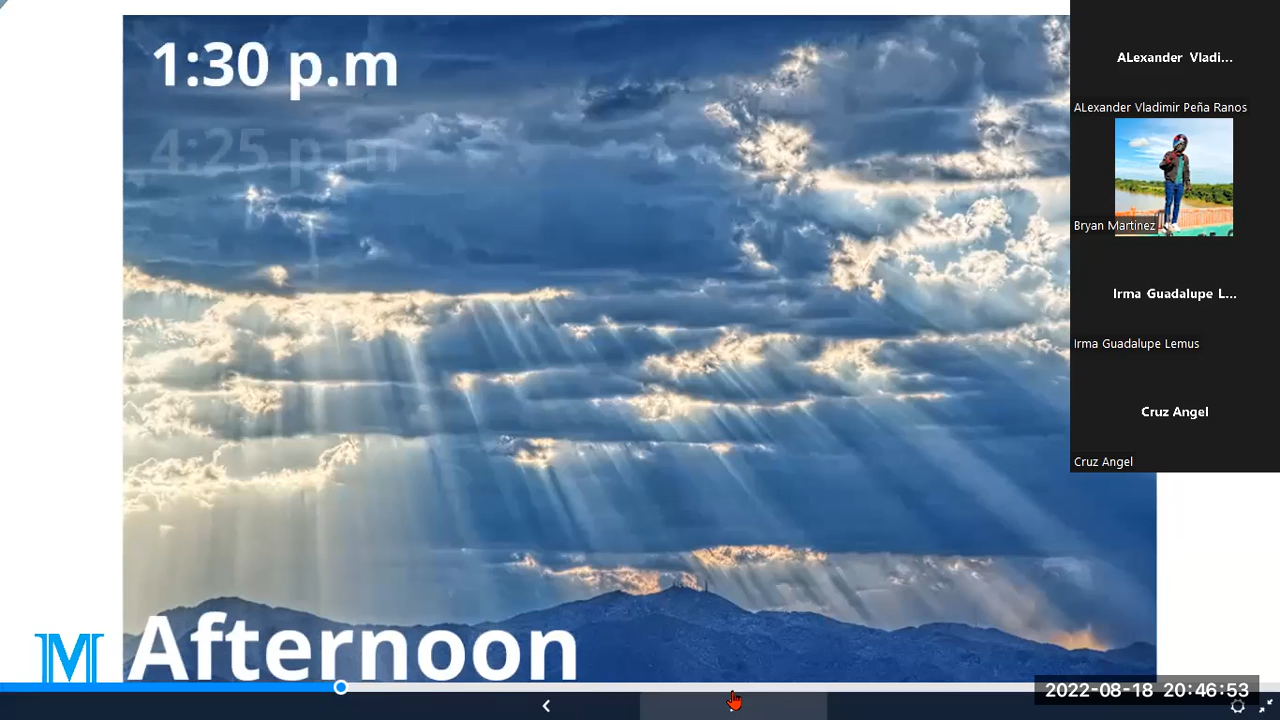 1:30 p.m
4:25 p.m
Afternoon
M
ALexander Vladi...
ALexander Vladimir Peña Ranos
Bryan Martinez
Irma Guadalupe L...
Irma Guadalupe Lemus
Cruz Angel
Cruz Angel
2022-08-18 20:46:53